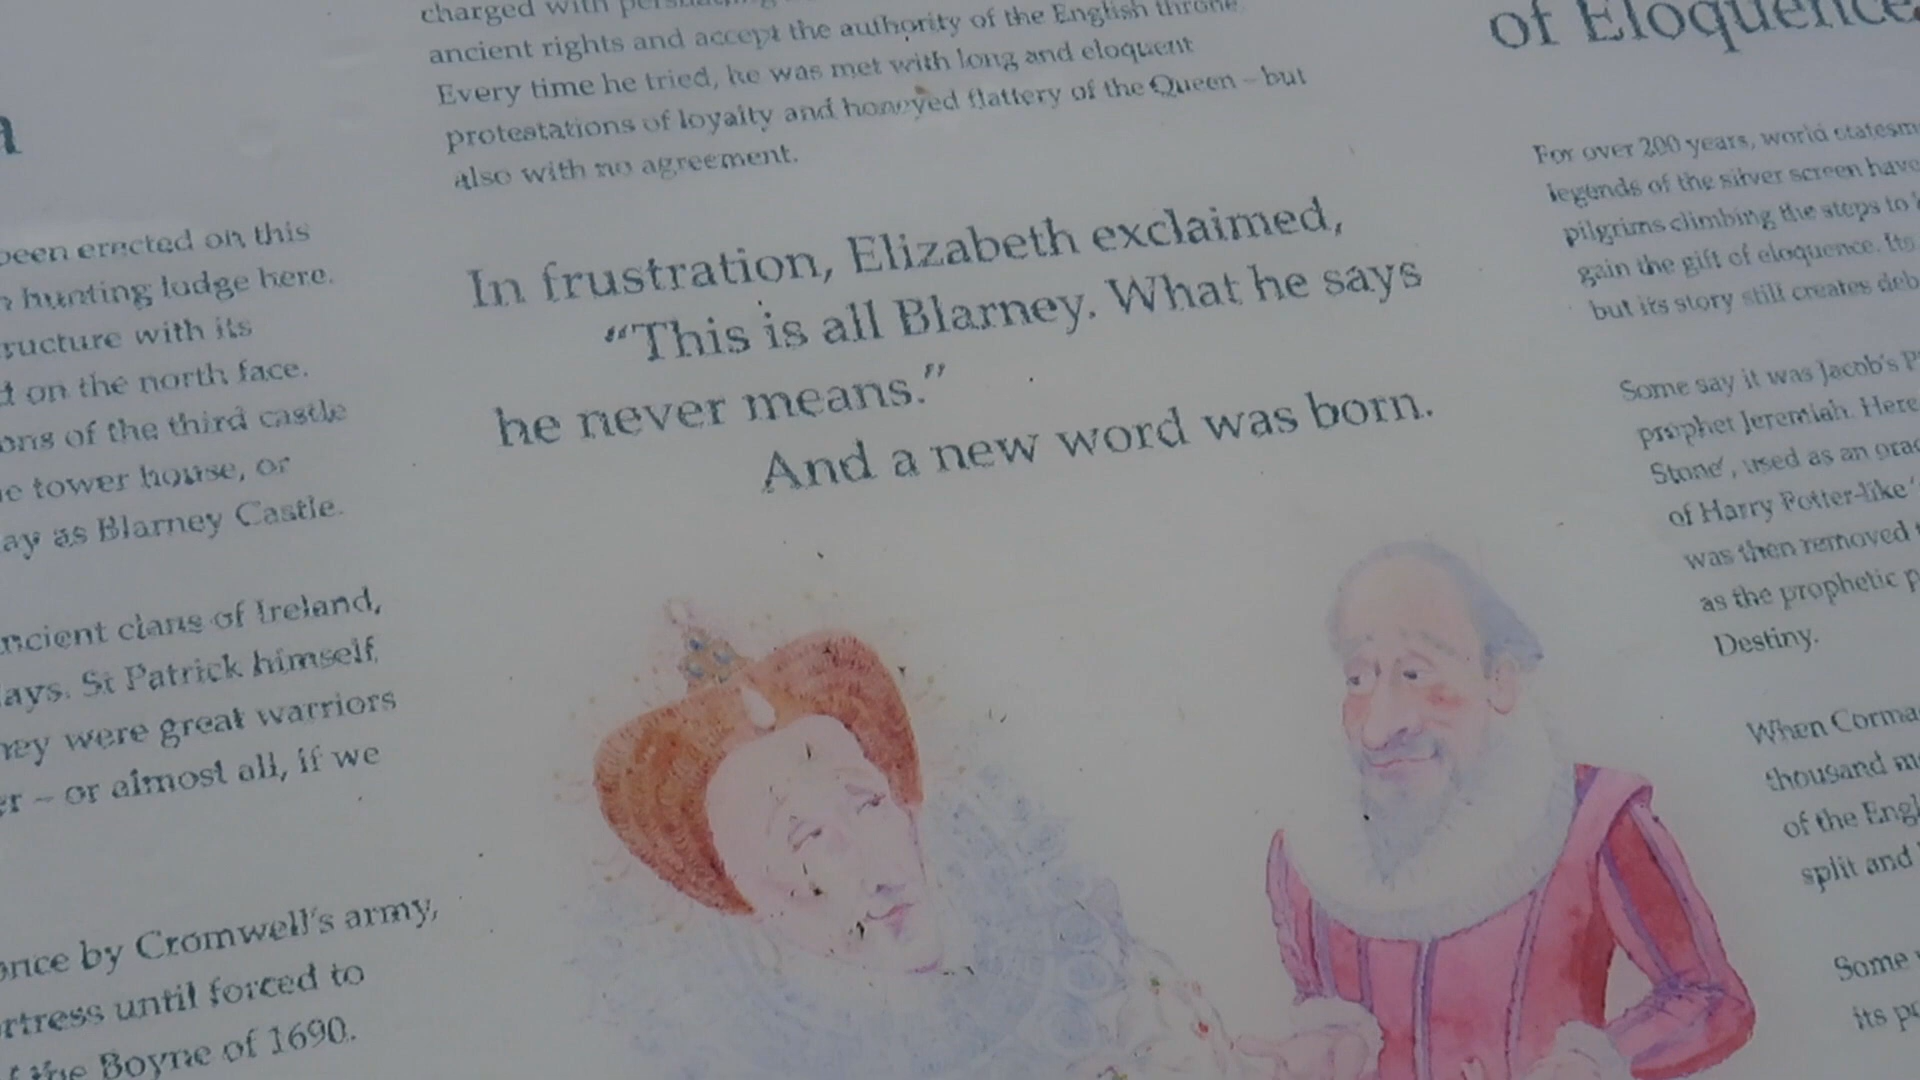 been erected on this
hunting lodge here.
ructure with its
on the north face.
ons of the third castle
tower house, or
ay as Blarney Castle.
ncient clans of Ireland,
days. St Patrick himself,
they were great warriors
– or almost all, if we
once by Cromwell's army,
rtress until forced to
the Boyne of 1690.
charged with
ancient rights and accept the authority of the English throne.
Every time he tried, he was met with long and eloquent
protestations of loyalty and honeyed flattery of the Queen – but
also with no agreement.
In frustration, Elizabeth exclaimed,
“This is all Blarney. What he says
he never means.”
And a new word was born.
of Eloquence
For over 200 years, world statesm
legends of the silver screen have
pilgrims climbing the steps to
gain the gift of eloquence. Its
but its story still creates deb
Some say it was Jacob's P
prophet Jeremiah. Here
Stone', used as an orac
of Harry Potter-like '
was then removed
as the prophetic p
Destiny.
When Corma
thousand m
of the Engl
split and
Some
its po